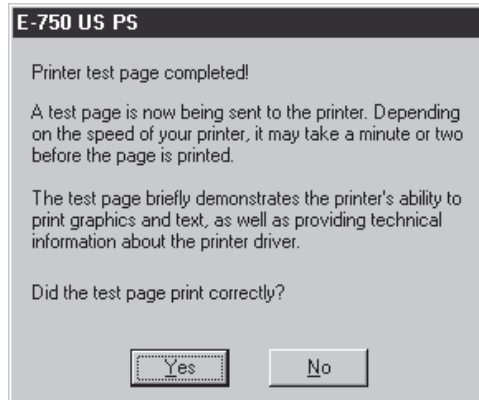 E-750 US PS
Printer test page completed!
A test page is now being sent to the printer. Depending
on the speed of your printer, it may take a minute or two
before the page is printed.
The test page briefly demonstrates the printer's ability to
print graphics and text, as well as providing technical
information about the printer driver.
Did the test page print correctly?
Yes No